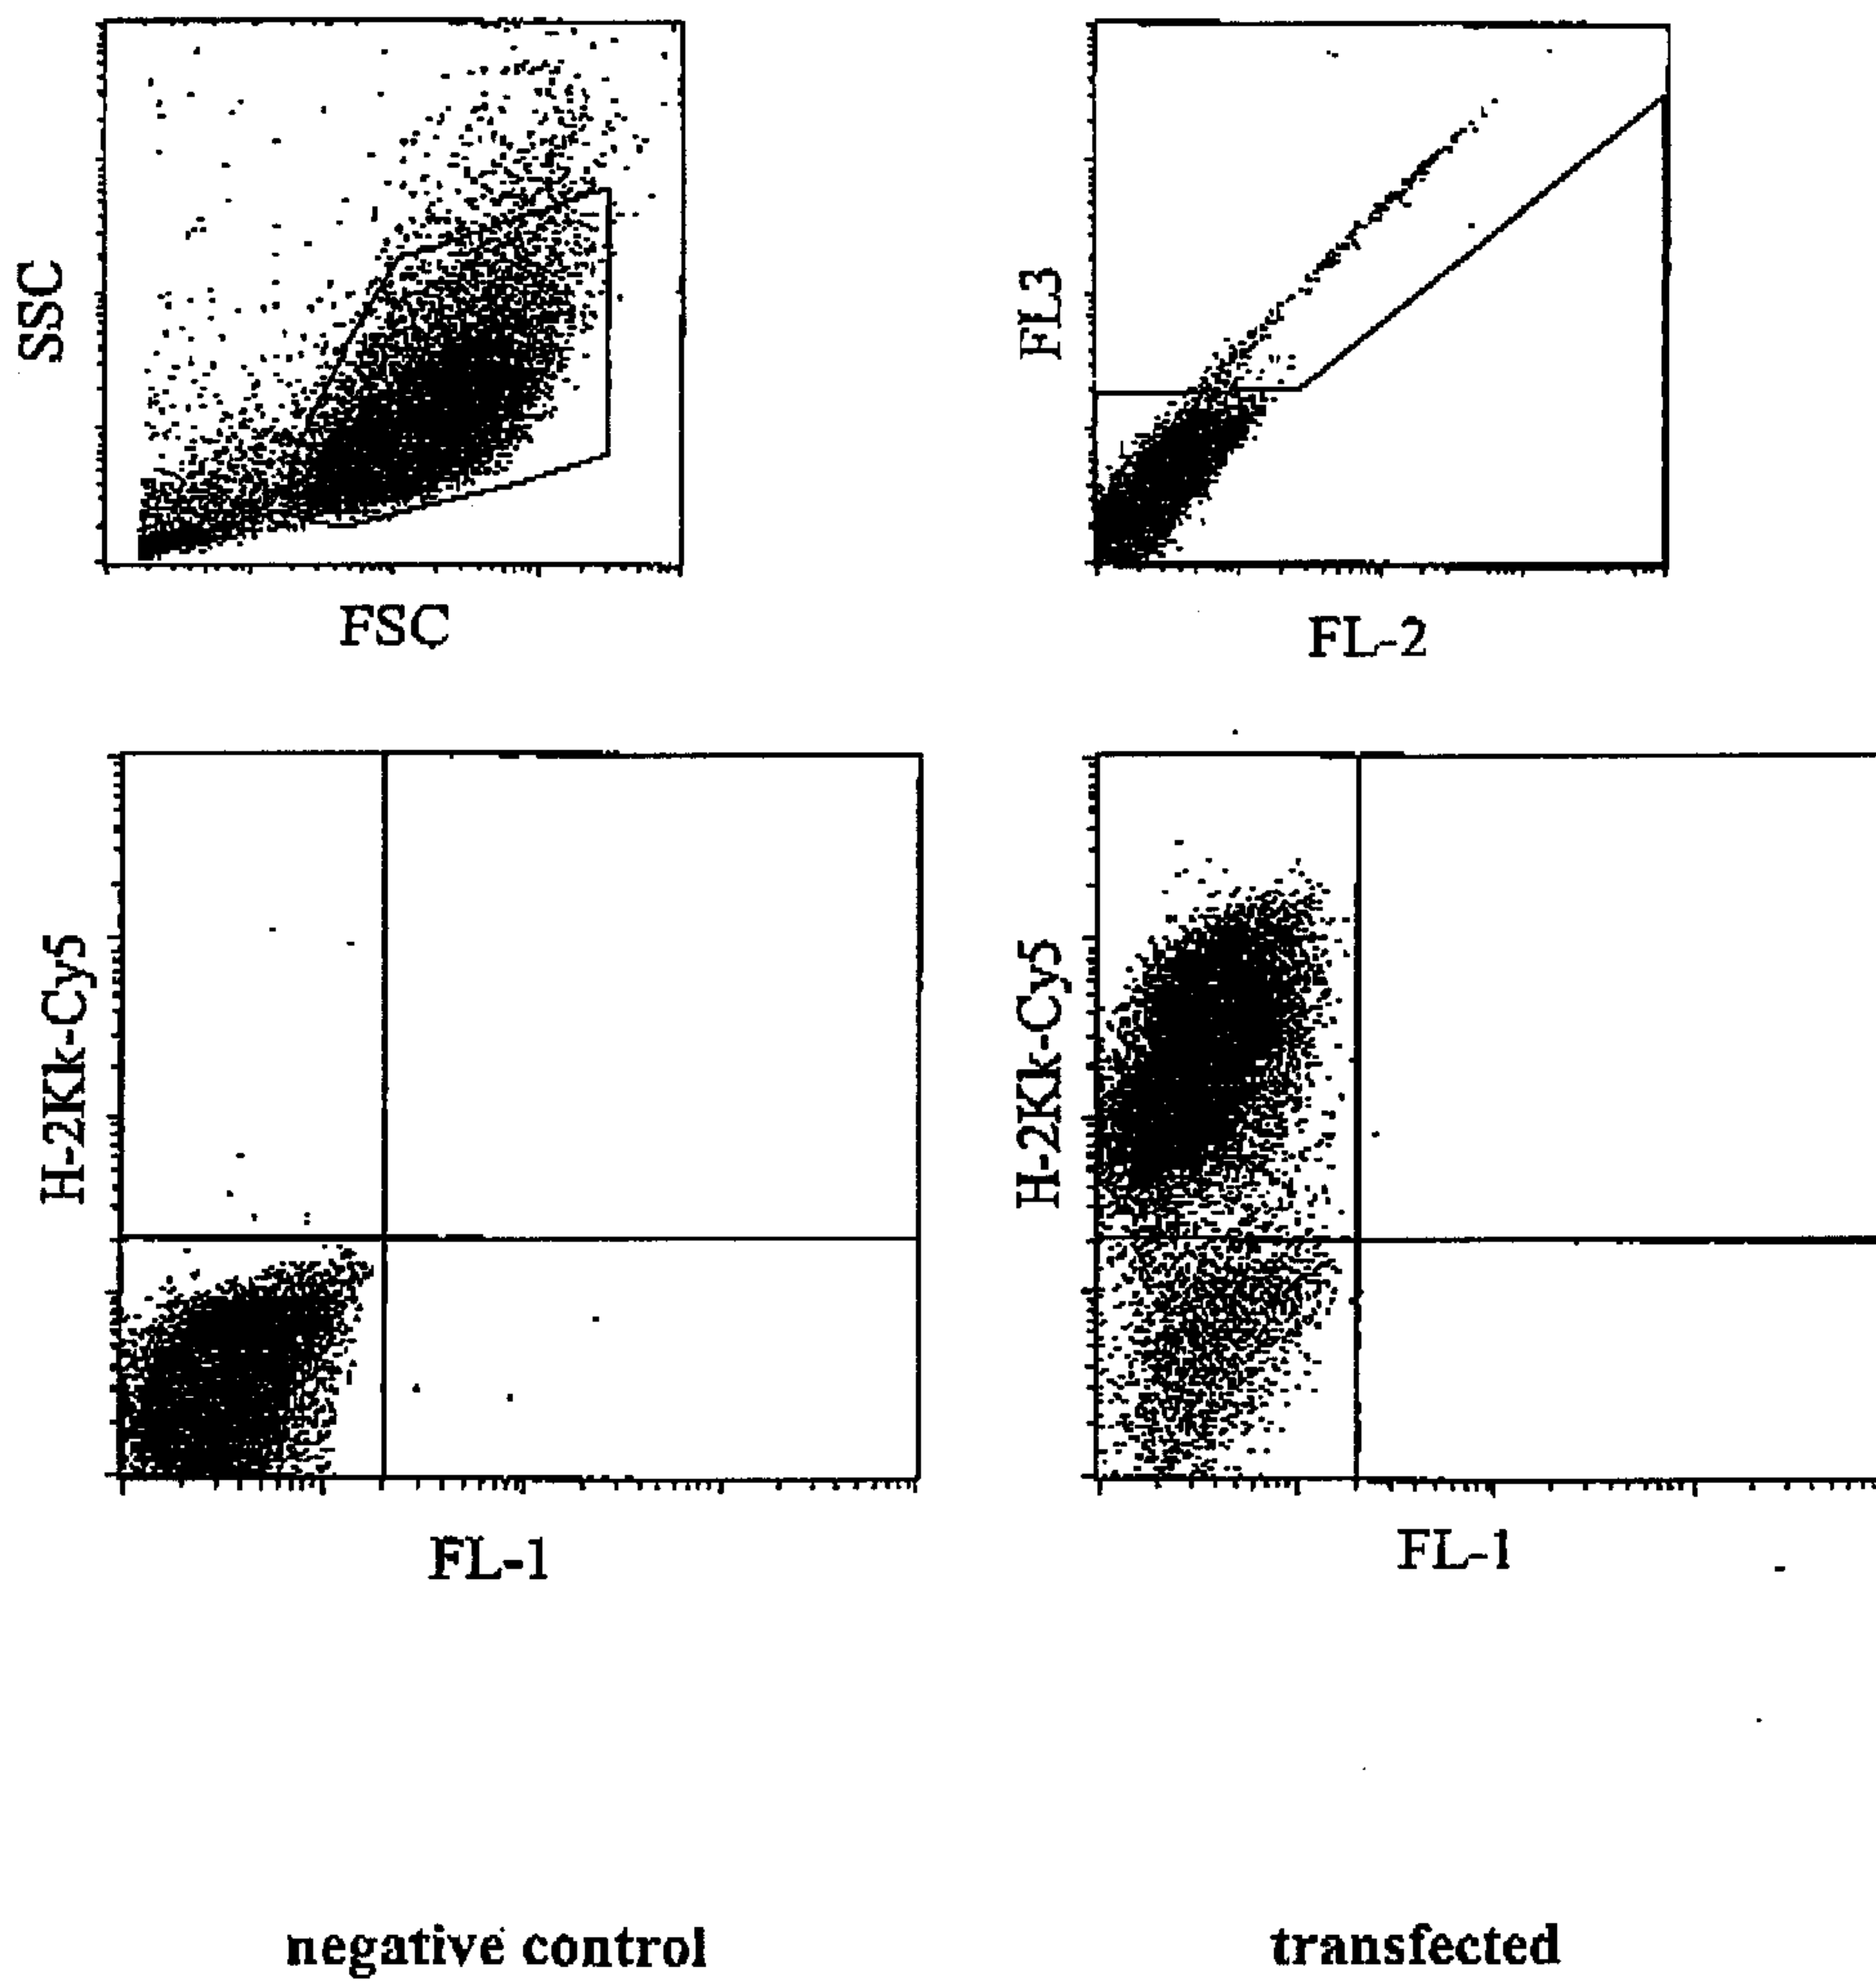 SSC
FSC
FL3
FL-2
H-2Kk-Cy5
FL-1
H-2Kk-Cy5
FL-1
negative control
transfected